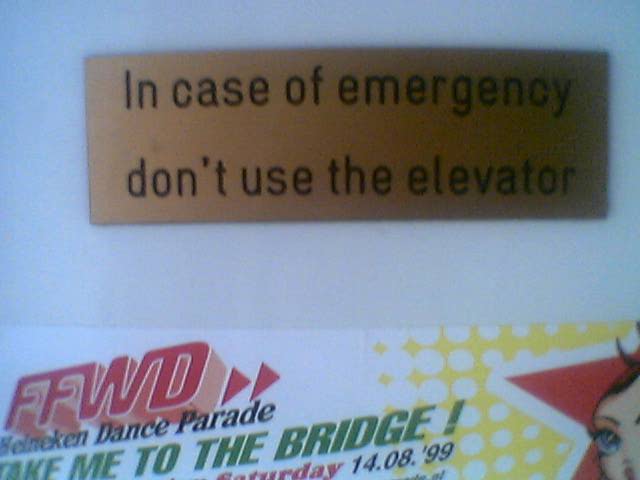 In case of emergency
don't use the elevator
FFWD
Heineken Dance Parade
TAKE ME TO THE BRIDGE !
Saturday 14.08.'99